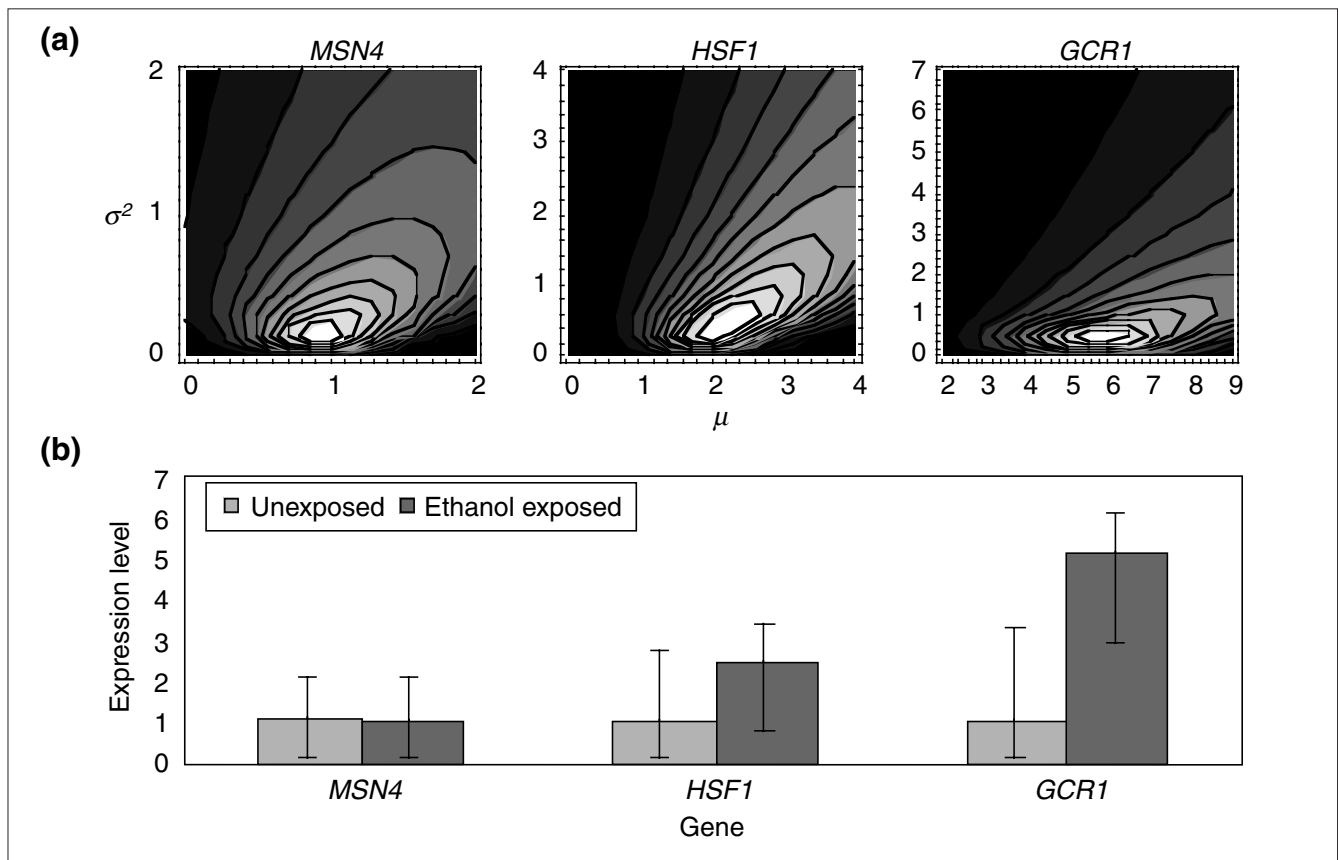 (a)
MSN4 HSF1 GCR1
2 4 7
6
3 5
σ² 1 2 4
3
1 2
1
0 0 0
0 1 2 0 1 2 3 4 2 3 4 5 6 7 8 9
μ
(b)
7
Unexposed Ethanol exposed
6
5
4
3
2
1
0
Expression level
MSN4 HSF1 GCR1
Gene